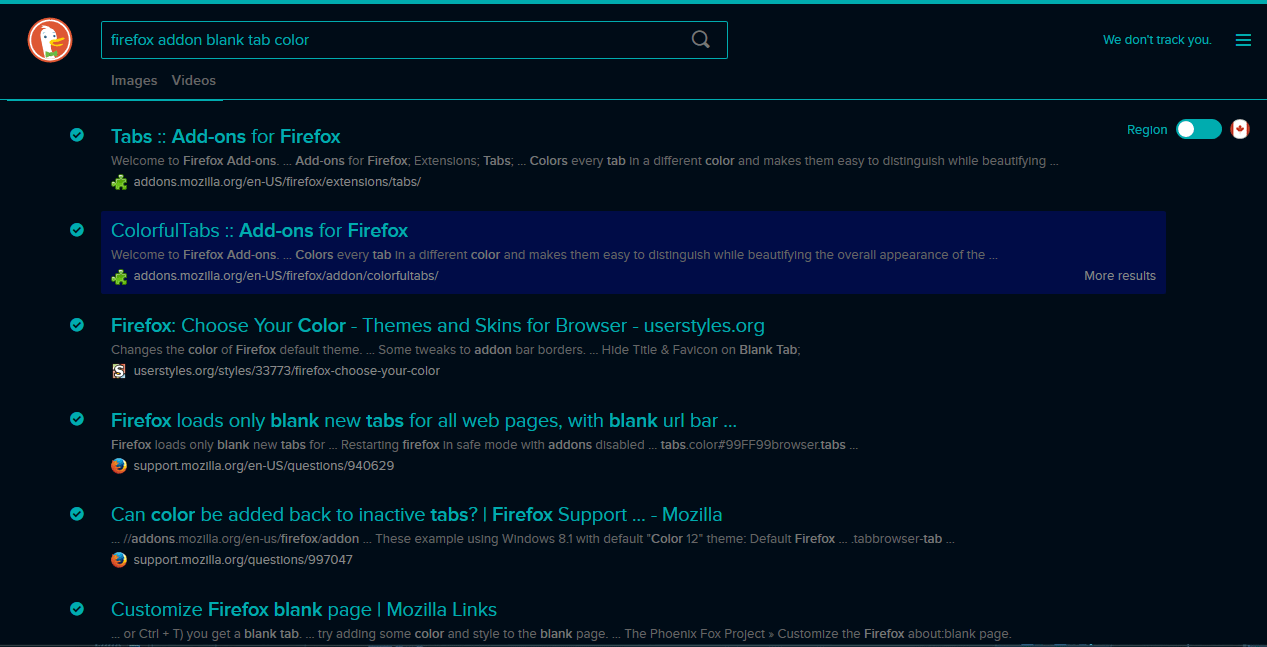 firefox addon blank tab color
We don't track you.
Images Videos
Region
Tabs :: Add-ons for Firefox
Welcome to Firefox Add-ons. ... Add-ons for Firefox; Extensions; Tabs; ... Colors every tab in a different color and makes them easy to distinguish while beautifying ...
addons.mozilla.org/en-US/firefox/extensions/tabs/
ColorfulTabs :: Add-ons for Firefox
Welcome to Firefox Add-ons. ... Colors every tab in a different color and makes them easy to distinguish while beautifying the overall appearance of the ...
addons.mozilla.org/en-US/firefox/addon/colorfultabs/
More results
Firefox: Choose Your Color - Themes and Skins for Browser - userstyles.org
Changes the color of Firefox default theme. ... Some tweaks to addon bar borders. ... Hide Title & Favicon on Blank Tab;
userstyles.org/styles/33773/firefox-choose-your-color
Firefox loads only blank new tabs for all web pages, with blank url bar ...
Firefox loads only blank new tabs for ... Restarting firefox in safe mode with addons disabled ... tabs.color#99FF99browser.tabs ...
support.mozilla.org/en-US/questions/940629
Can color be added back to inactive tabs? | Firefox Support ... - Mozilla
... //addons.mozilla.org/en-us/firefox/addon ... These example using Windows 8.1 with default "Color 12" theme: Default Firefox ... .tabbrowser-tab ...
support.mozilla.org/questions/997047
Customize Firefox blank page | Mozilla Links
... or Ctrl + T) you get a blank tab. ... try adding some color and style to the blank page. ... The Phoenix Fox Project » Customize the Firefox about:blank page.